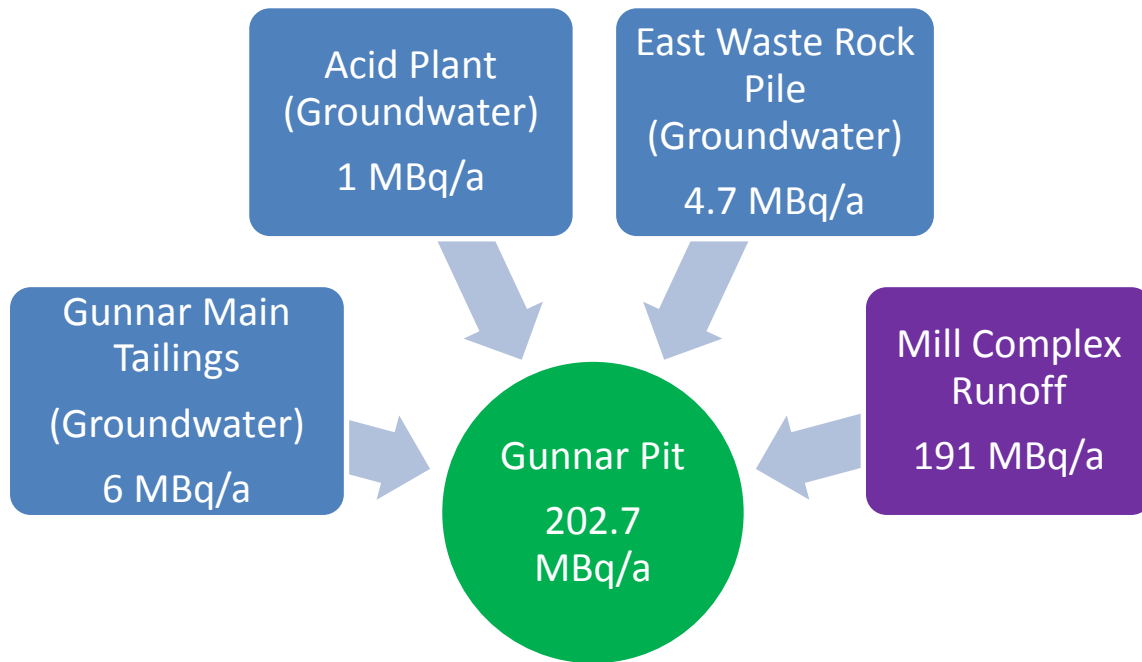 Acid Plant
(Groundwater)
1 MBq/a
East Waste Rock
Pile
(Groundwater)
4.7 MBq/a
Gunnar Main
Tailings
(Groundwater)
6 MBq/a
Mill Complex
Runoff
191 MBq/a
Gunnar Pit
202.7
MBq/a